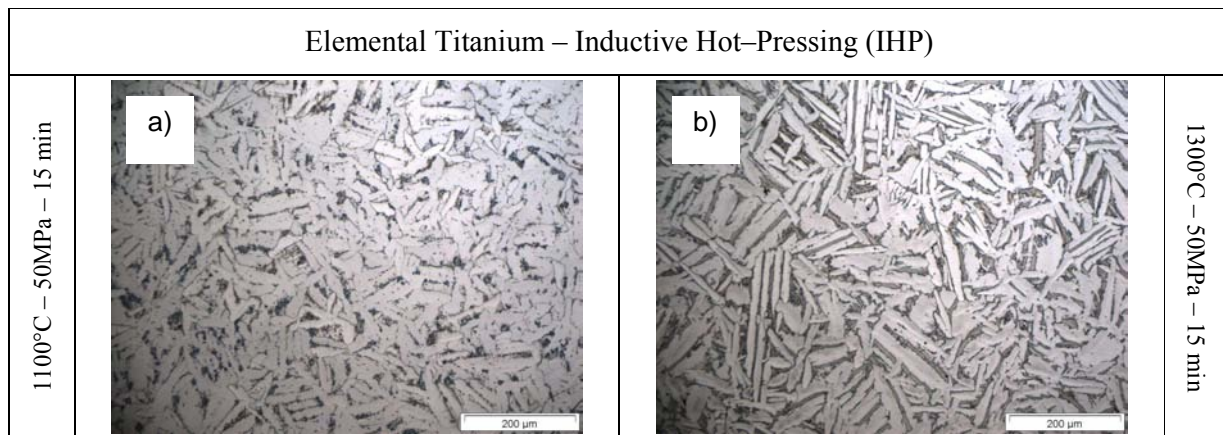 Elemental Titanium – Inductive Hot–Pressing (IHP)
1100°C – 50MPa – 15 min
a)
200 µm
b)
200 µm
1300°C – 50MPa – 15 min